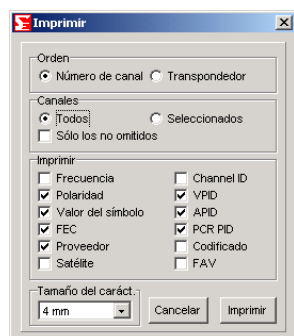 Imprimir
Orden
Número de canal Transpondedor
Canales
Todos Seleccionados
Sólo los no omitidos
Imprimir
Frecuencia Channel ID
Polaridad VPID
Valor del símbolo APID
FEC PCR PID
Proveedor Codificado
Satélite FAV
Tamaño del caráct.
4 mm Cancelar Imprimir